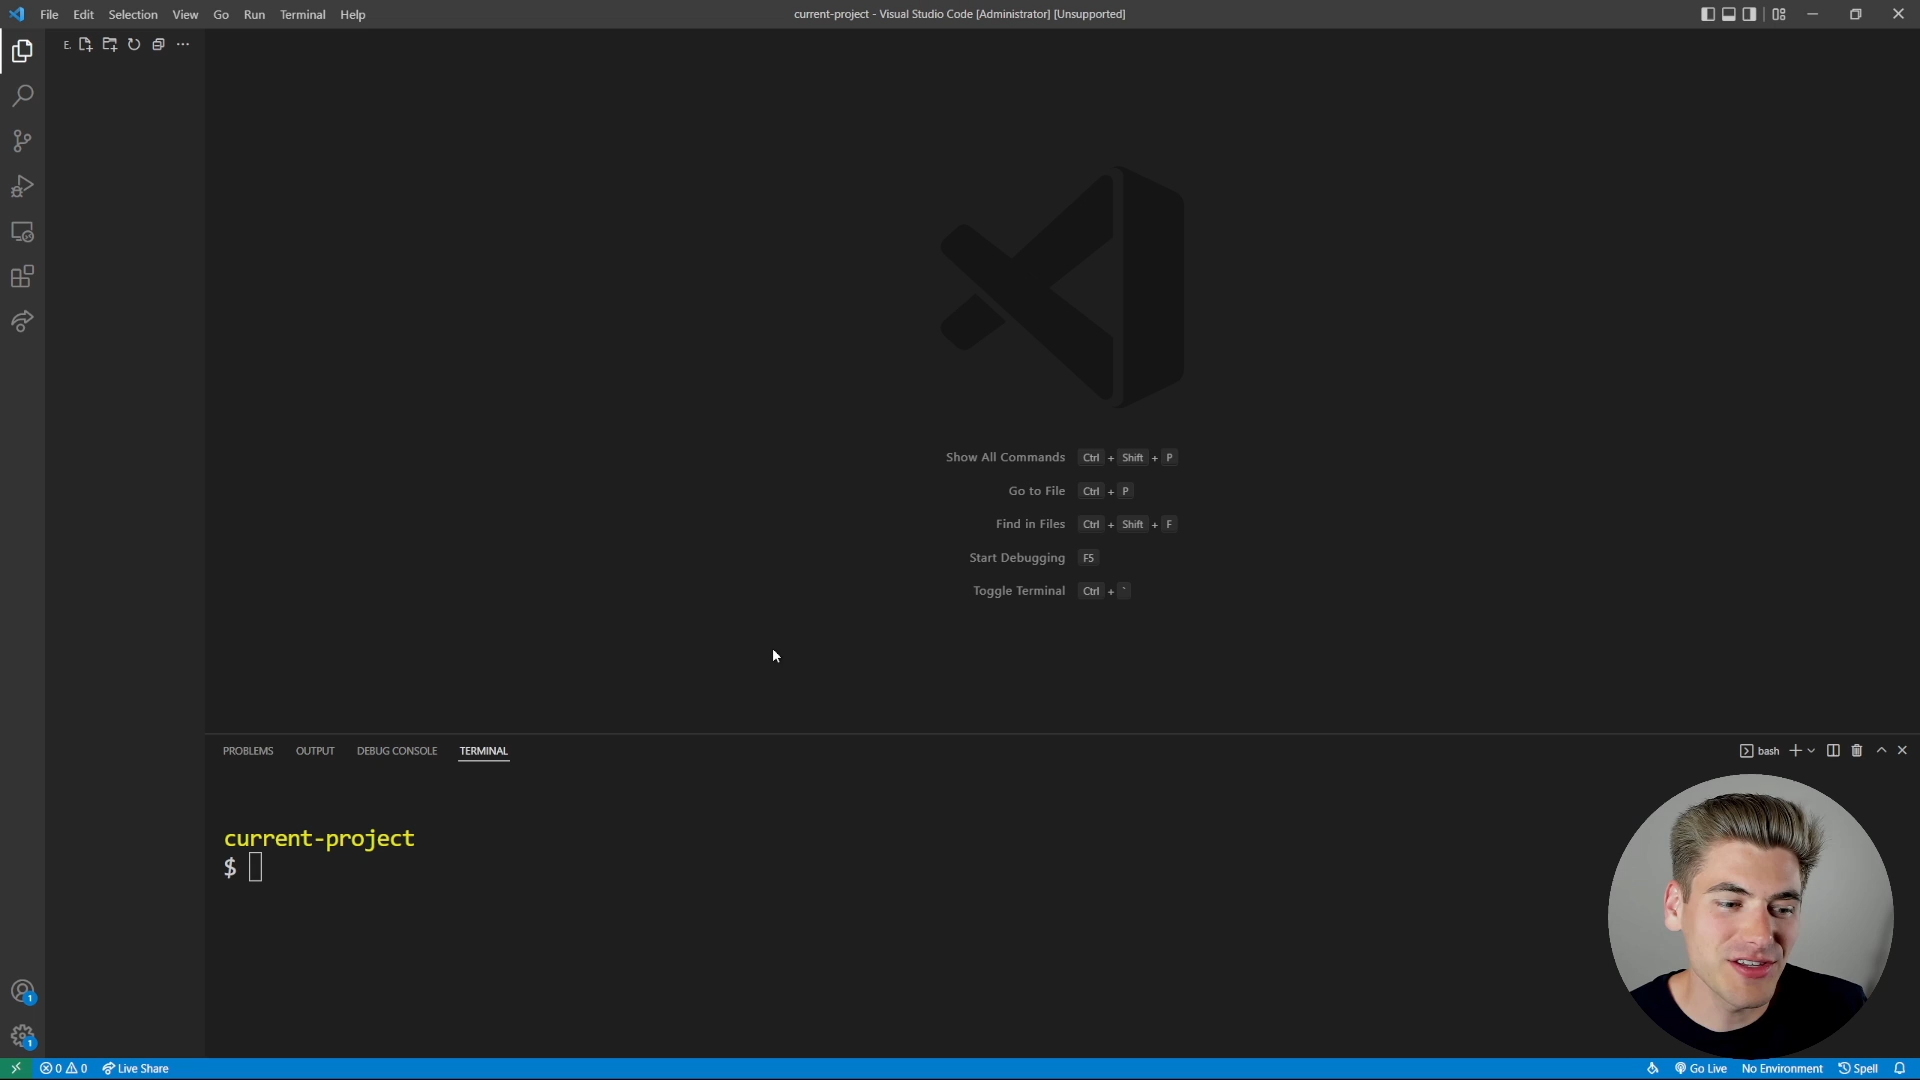 File Edit Selection View Go Run Terminal Help
current-project - Visual Studio Code [Administrator] [Unsupported]
E.
Show All Commands Ctrl + Shift + P
Go to File Ctrl + P
Find in Files Ctrl + Shift + F
Start Debugging F5
Toggle Terminal Ctrl + `
PROBLEMS OUTPUT DEBUG CONSOLE TERMINAL
bash
current-project
$
1
1
0 0 Live Share
Go Live No Environment Spell